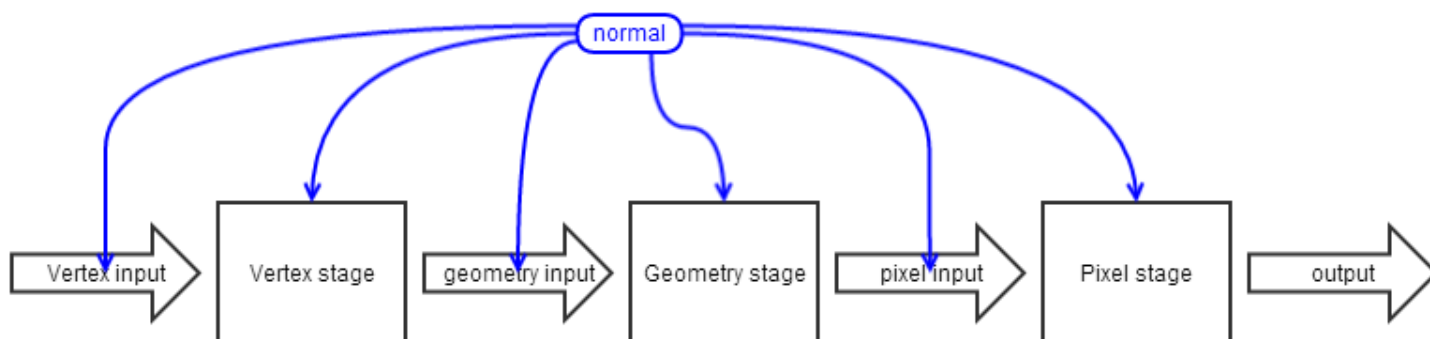 normal
Vertex input
Vertex stage
geometry input
Geometry stage
pixel input
Pixel stage
output